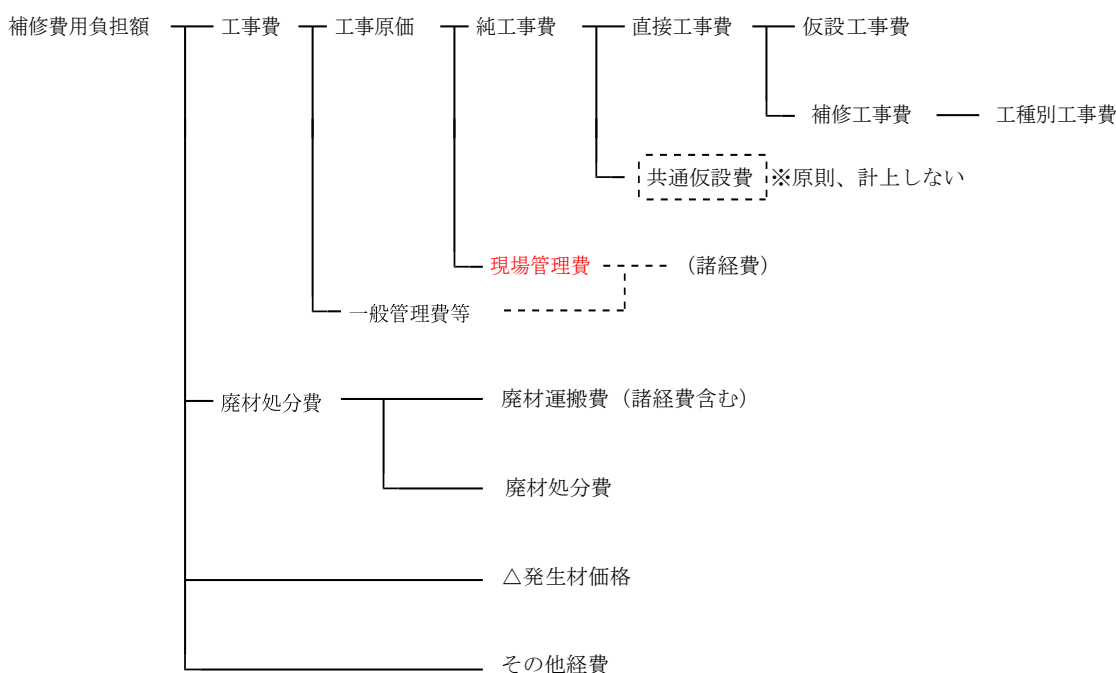 補修費用負担額 工事費 工事原価 純工事費 直接工事費 仮設工事費
補修工事費 工種別工事費
共通仮設費 ※原則、計上しない
現場管理費 (諸経費)
一般管理費等
廃材処分費 廃材運搬費(諸経費含む)
廃材処分費
△発生材価格
その他経費